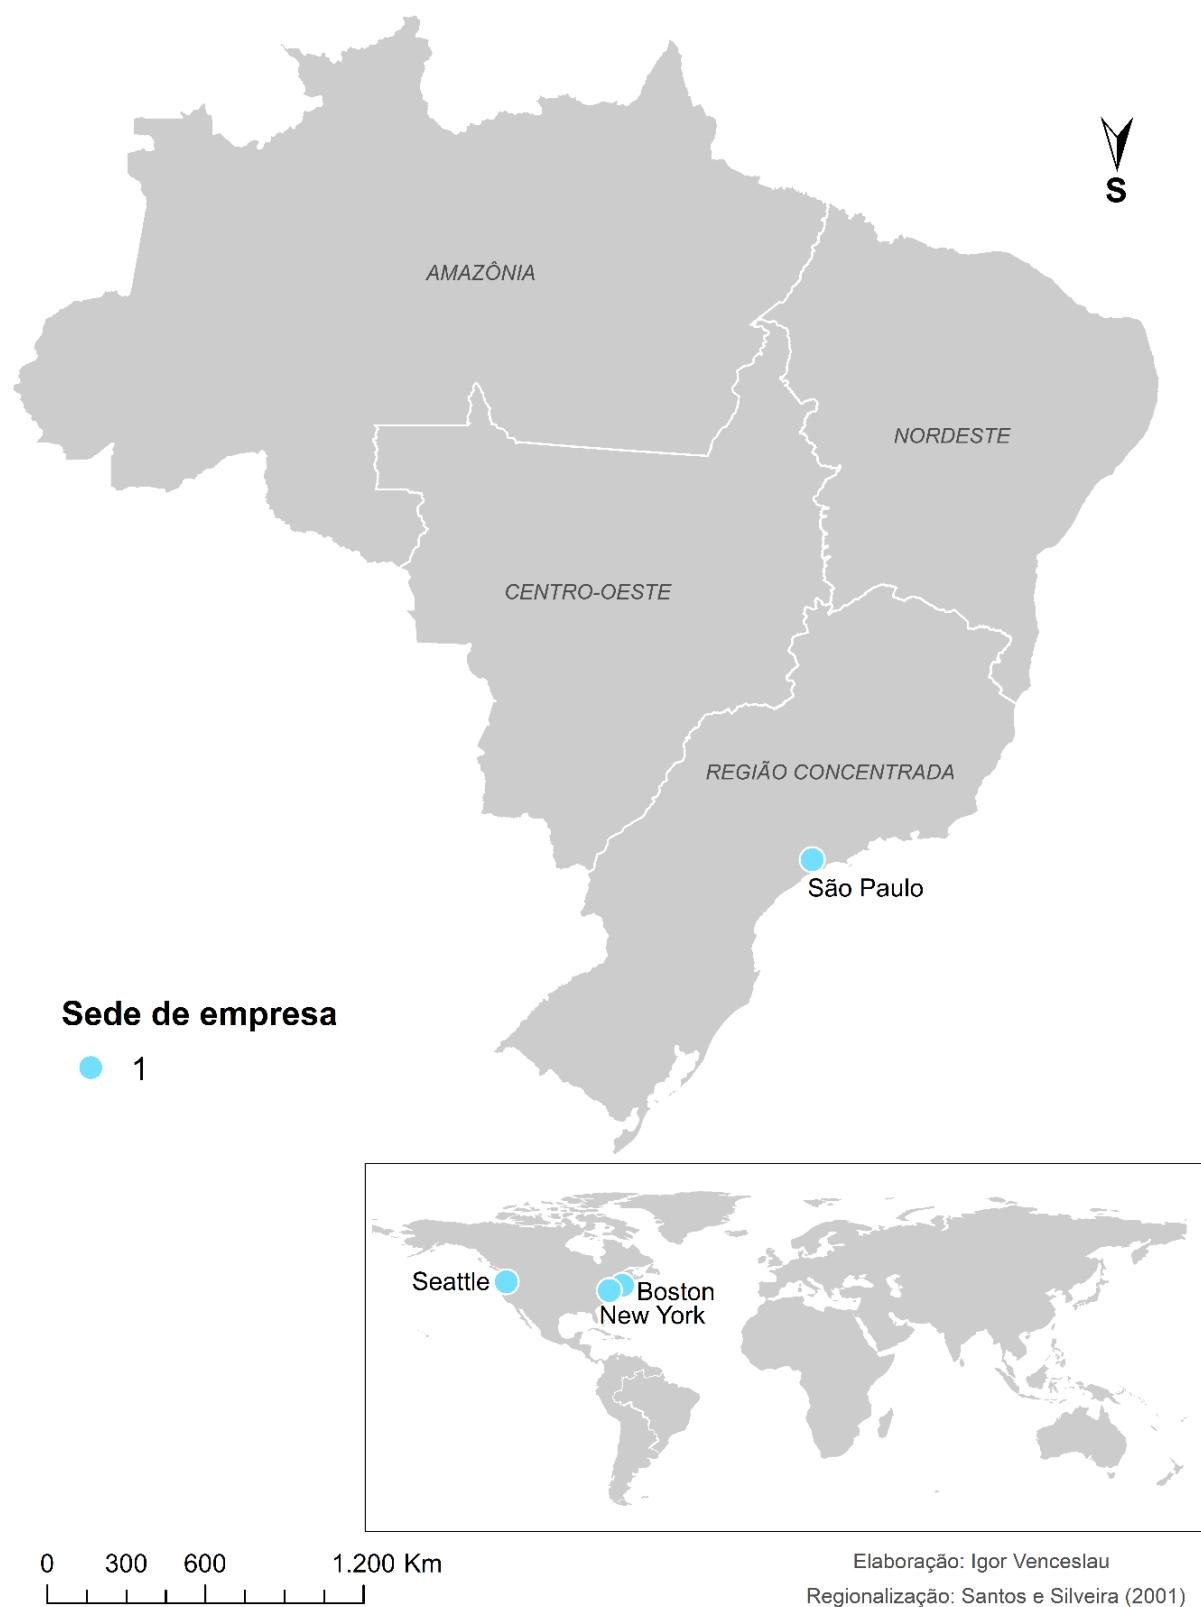 S
AMAZÔNIA
NORDESTE
CENTRO-OESTE
REGIÃO CONCENTRADA
São Paulo
Sede de empresa
1
Seattle
Boston
New York
0 300 600 1.200 Km
Elaboração: Igor Venceslau
Regionalização: Santos e Silveira (2001)